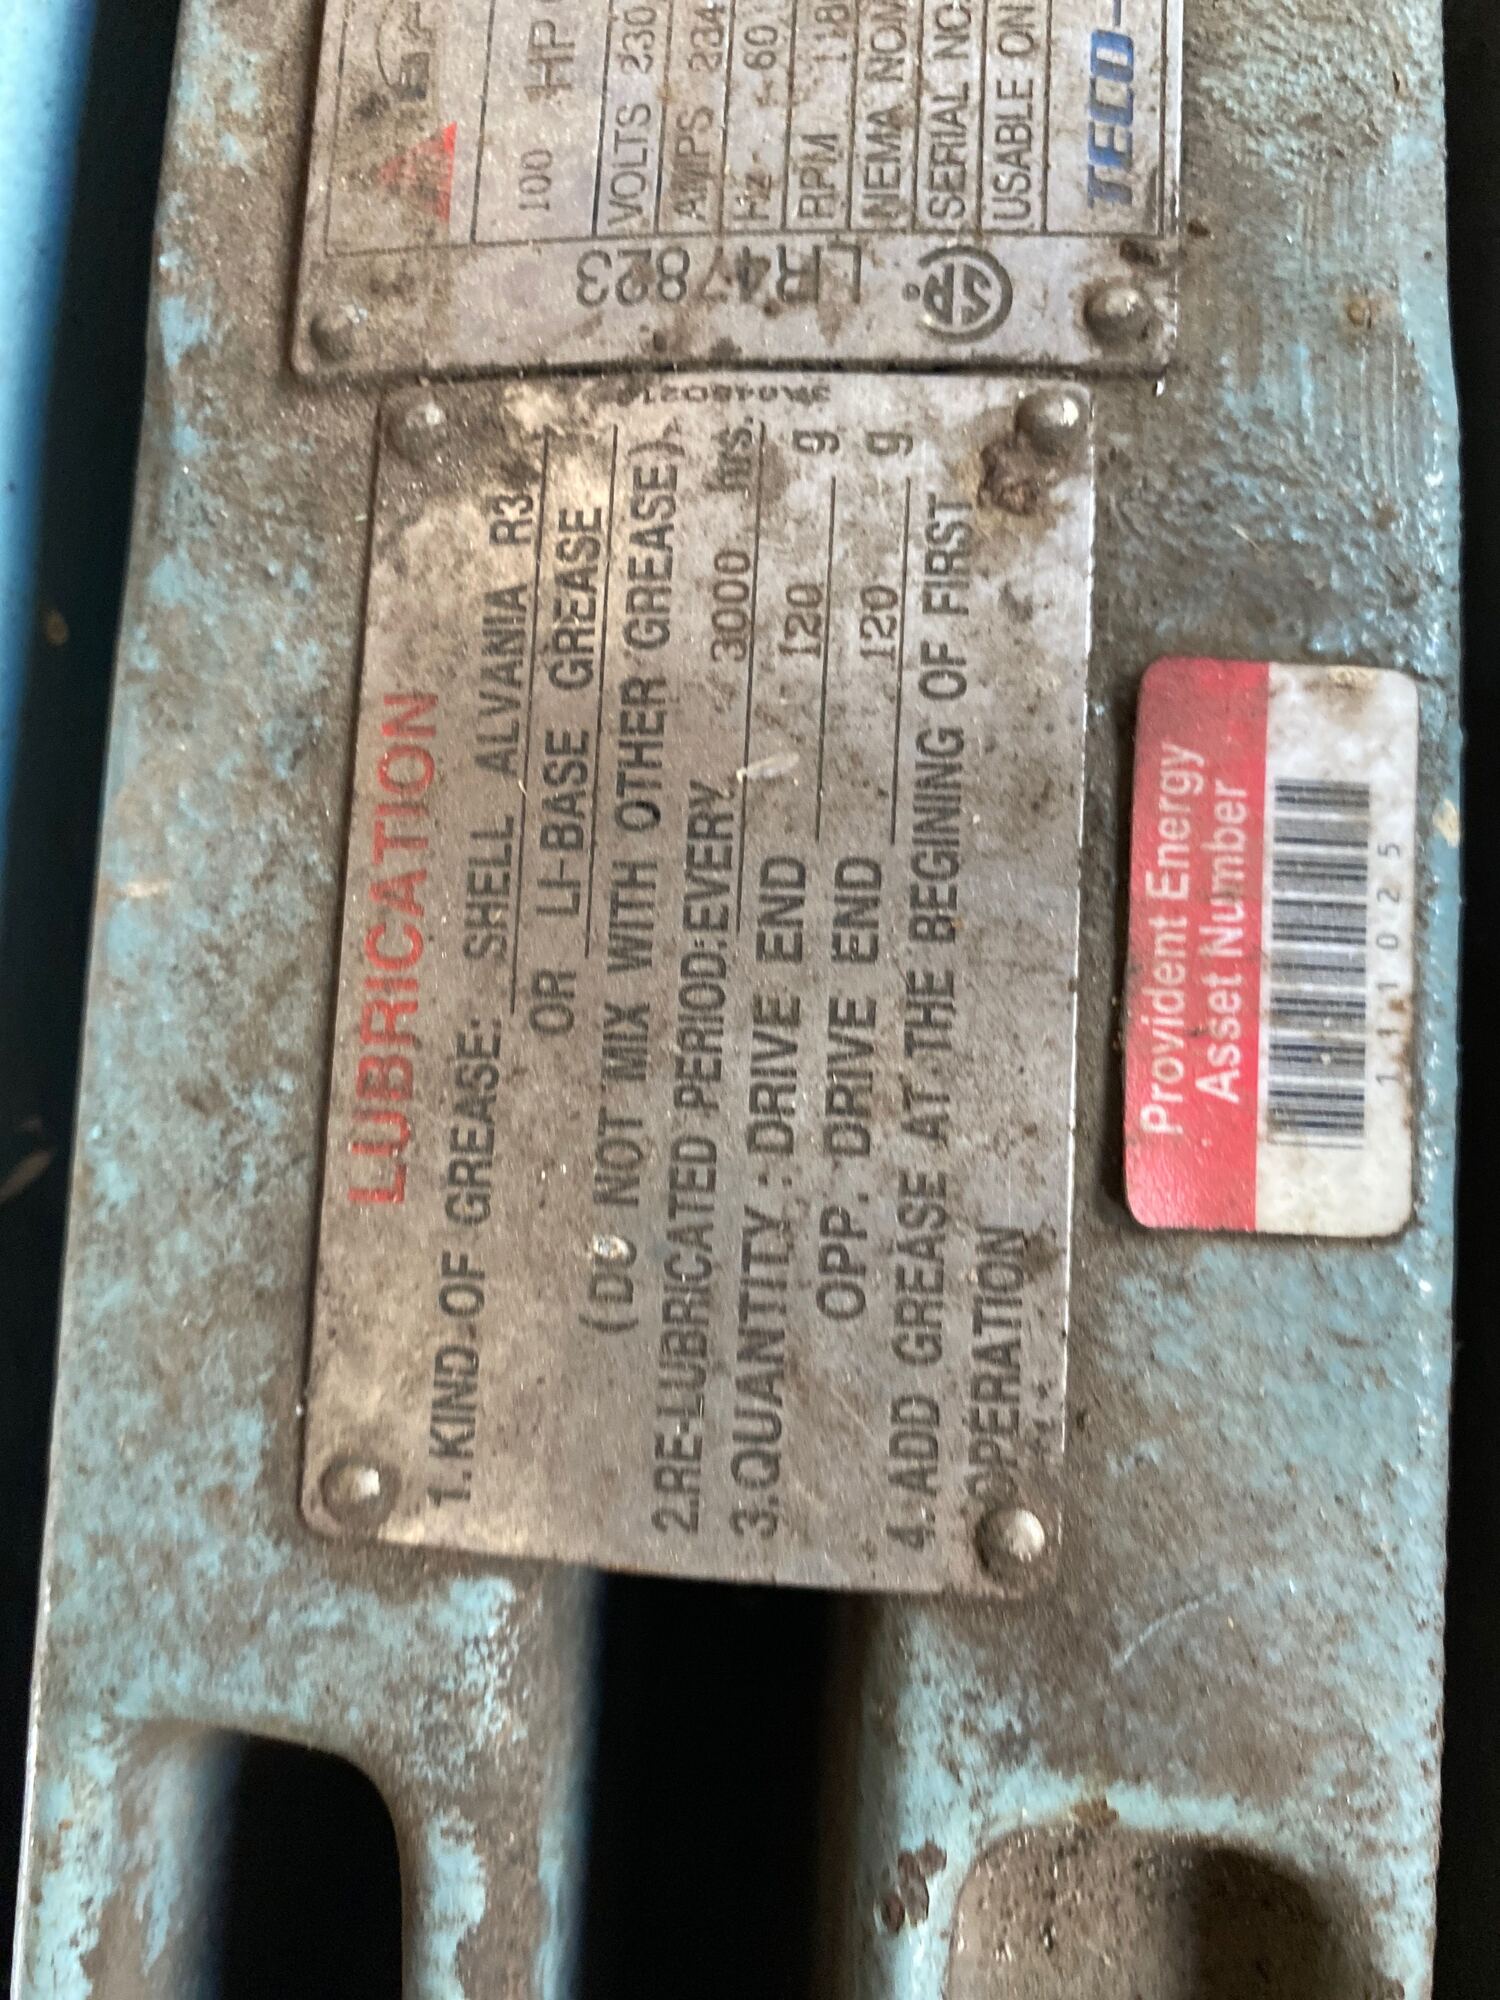 LUBRICATION
1.KIND.OF GREASE: SHELL ALVANIA R3
OR LI-BASE GREASE
(DO NOT MIX WITH OTHER GREASE).
2.RE-LUBRICATED PERIOD:EVERY 3000 hrs.
3.QUANTITY : DRIVE END 120 g
OPP. DRIVE END 120 g
4.ADD GREASE AT THE BEGINING OF FIRST
OPERATION
100 HP
VOLTS 230
AMPS
Hz 60
RPM
NEMA NOM
SERIAL NO.
USABLE ON
TECO
LR47823
Provident Energy
Asset Number
111025